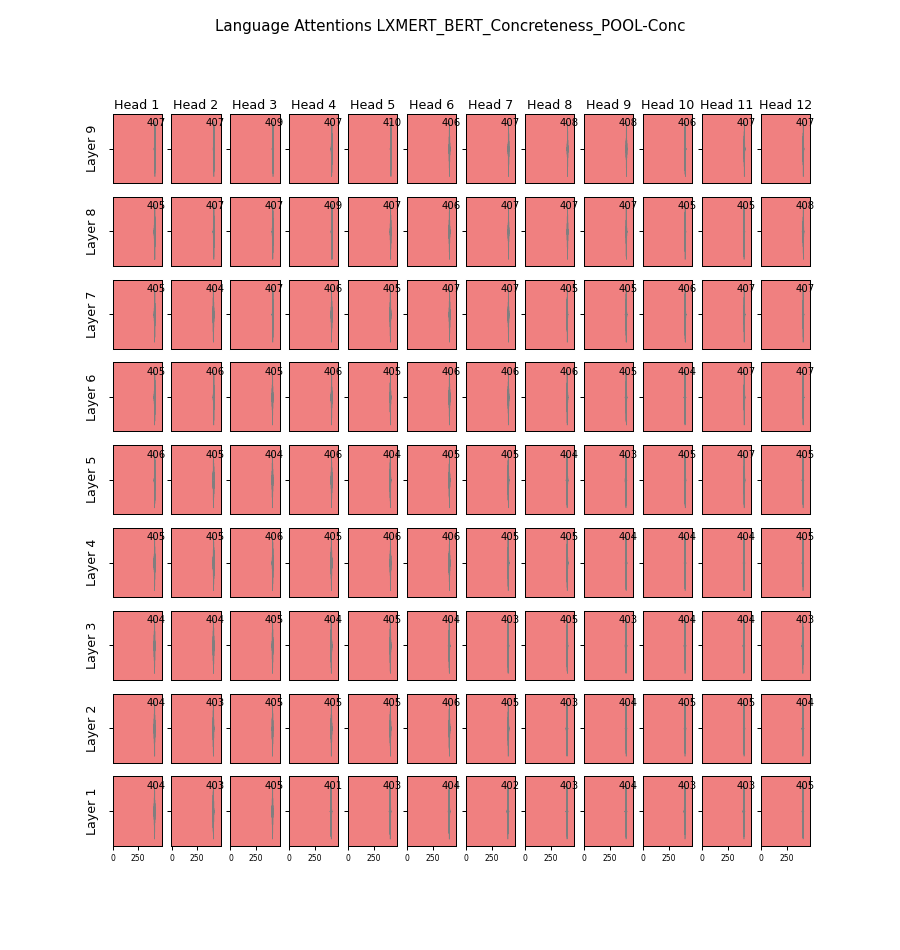 Language Attentions LXMERT_BERT_Concreteness_POOL-Conc
Head 1 Head 2 Head 3 Head 4 Head 5 Head 6 Head 7 Head 8 Head 9 Head 10 Head 11 Head 12
Layer 9 407 407 409 407 410 406 407 408 408 406 407 407
Layer 8 405 407 407 409 407 406 407 407 407 405 405 408
Layer 7 405 404 407 406 405 407 407 405 405 406 407 407
Layer 6 405 406 405 406 405 406 406 406 405 404 407 407
Layer 5 406 405 404 406 404 405 405 404 403 405 407 405
Layer 4 405 405 406 405 406 406 405 405 404 404 404 405
Layer 3 404 404 405 404 405 404 403 405 403 404 404 403
Layer 2 404 403 405 405 405 406 405 403 404 405 405 404
Layer 1 404 403 405 401 403 404 402 403 404 403 403 405
0 250 0 250 0 250 0 250 0 250 0 250 0 250 0 250 0 250 0 250 0 250 0 250